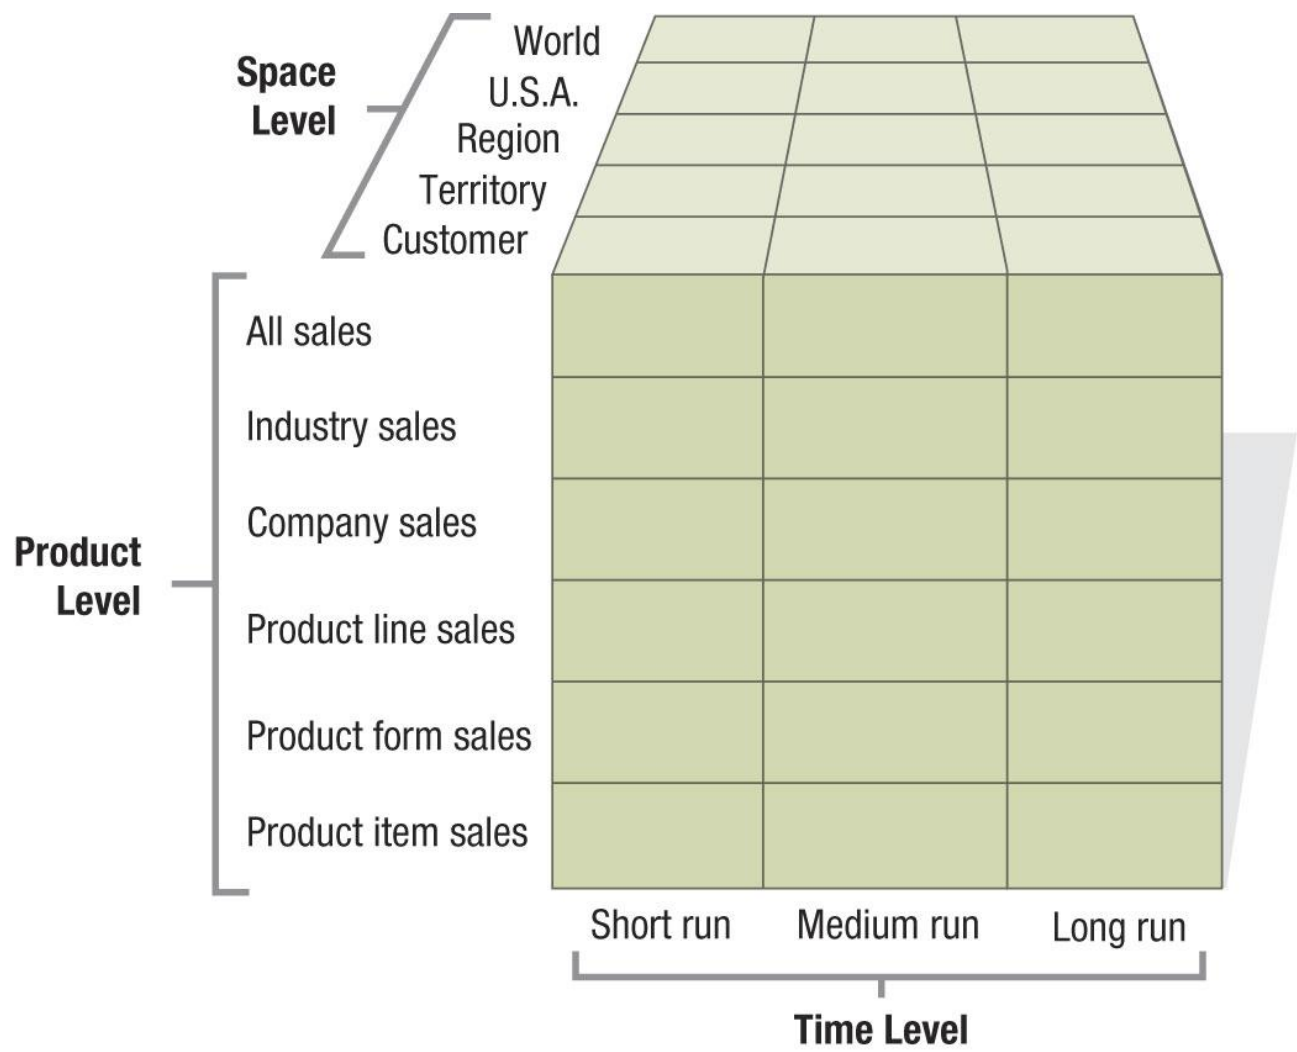 Space
Level
World
U.S.A.
Region
Territory
Customer
Product
Level
All sales
Industry sales
Company sales
Product line sales
Product form sales
Product item sales
Short run
Medium run
Long run
Time Level